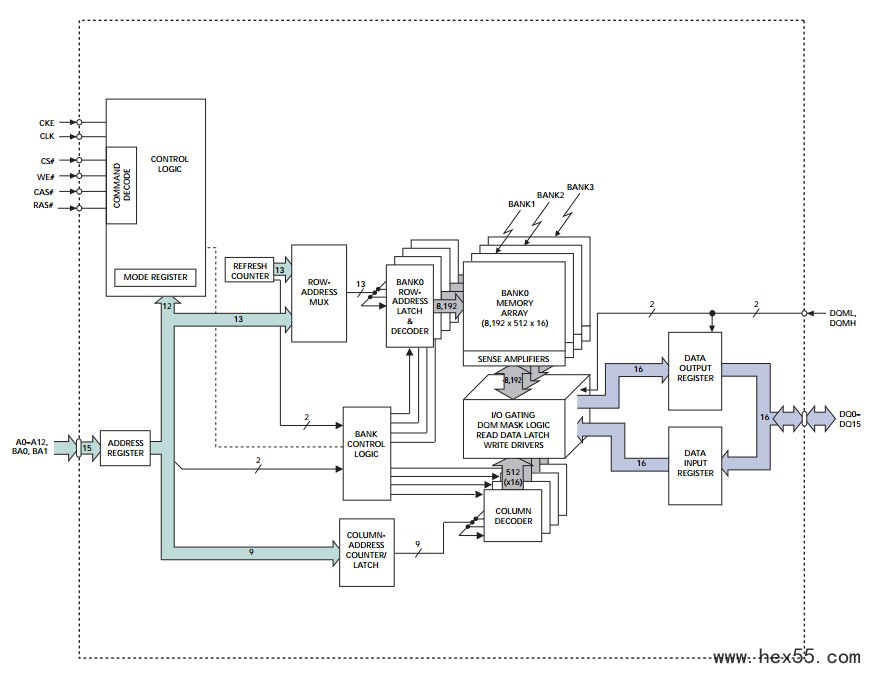 CKE
CLK
CS#
WE#
CAS#
RAS#
COMMAND
DECODE
CONTROL
LOGIC
MODE REGISTER
12
REFRESH
COUNTER
13
ROW-
ADDRESS
MUX
13
13
BANK0
ROW-
ADDRESS
LATCH
&
DECODER
8,192
BANK1
BANK2
BANK3
BANK0
MEMORY
ARRAY
(8,192 x 512 x 16)
SENSE AMPLIFIERS
8,192
I/O GATING
DQM MASK LOGIC
READ DATA LATCH
WRITE DRIVERS
2
2
DQML,
DQMH
DATA
OUTPUT
REGISTER
16
16
DQ0-
DQ15
DATA
INPUT
REGISTER
16
A0-A12,
BA0, BA1
15
ADDRESS
REGISTER
2
2
BANK
CONTROL
LOGIC
512
(x16)
COLUMN
DECODER
9
COLUMN-
ADDRESS
COUNTER/
LATCH
9
www.hex55.com